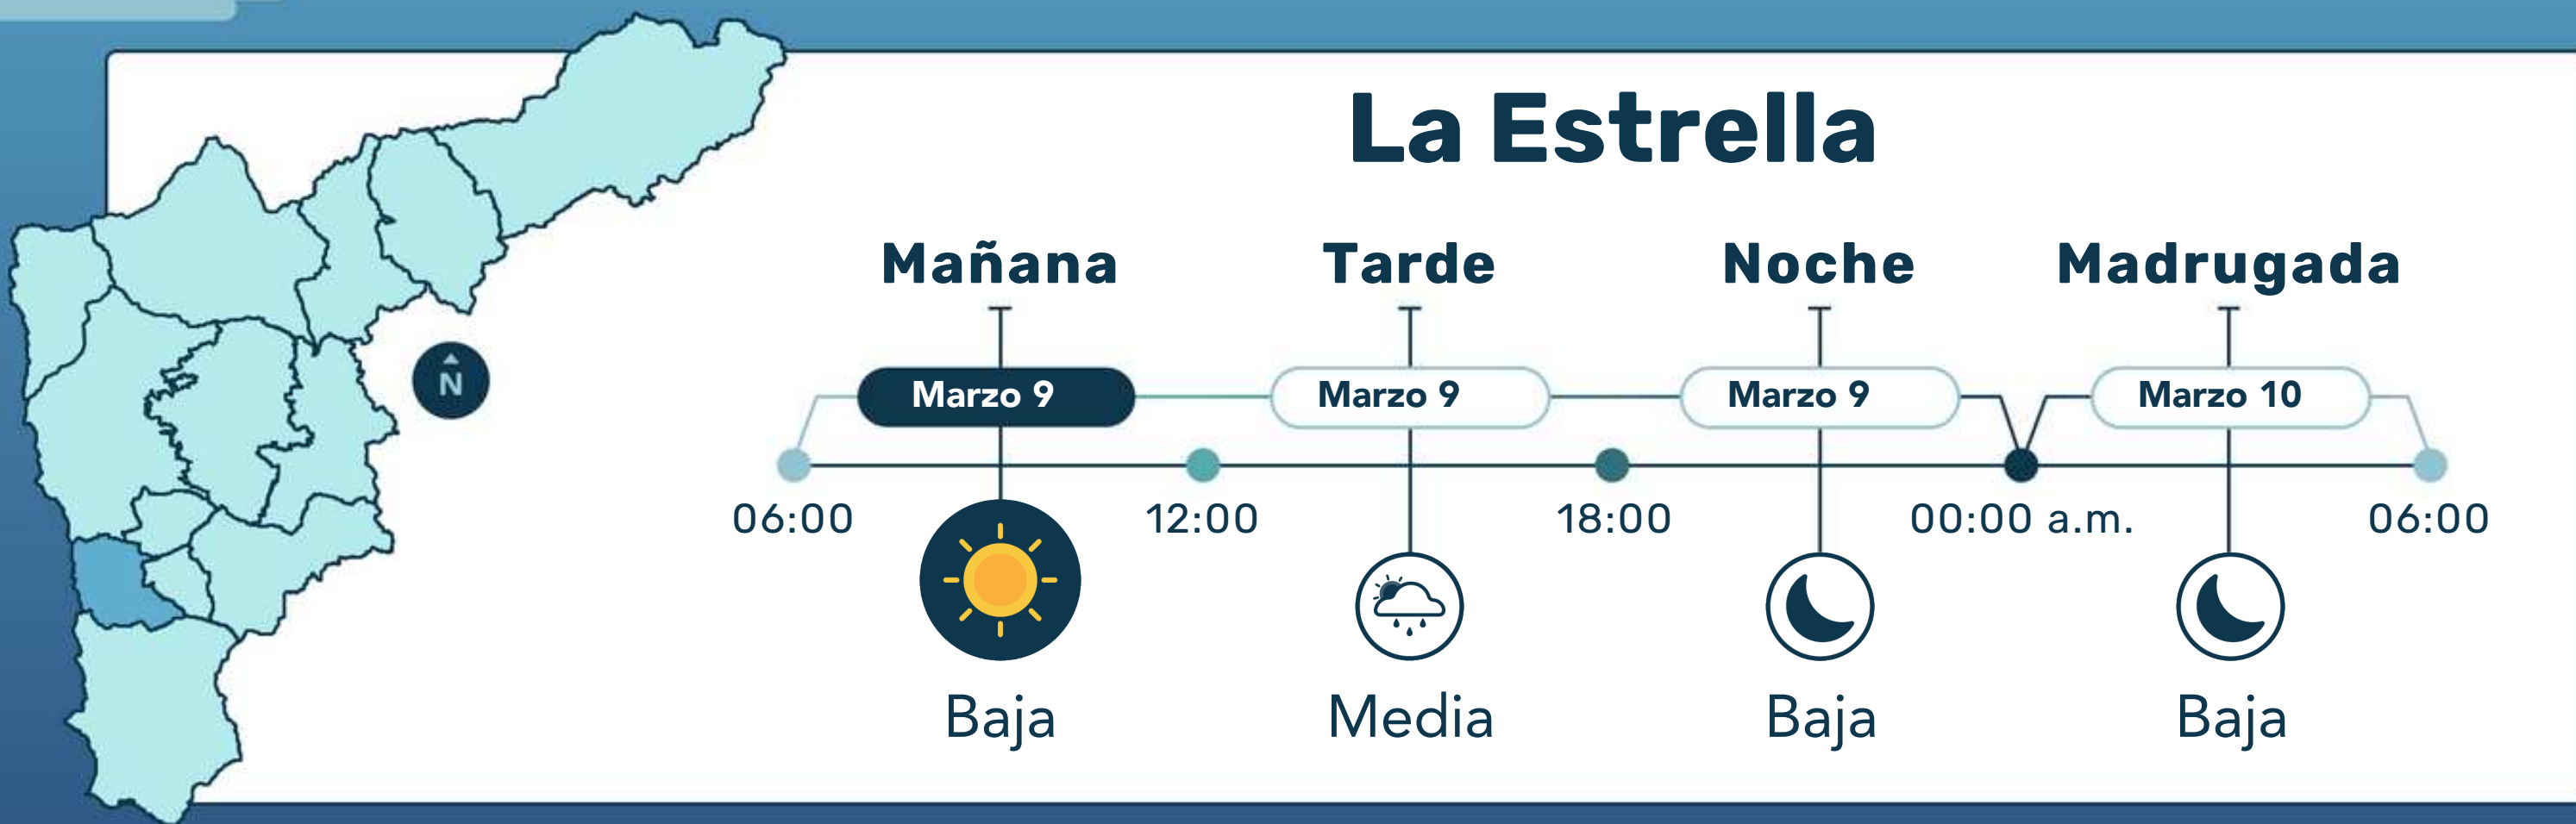 La Estrella
Mañana Tarde Noche Madrugada
N
Marzo 9 Marzo 9 Marzo 9 Marzo 10
06:00 12:00 18:00 00:00 a.m. 06:00
Baja Media Baja Baja